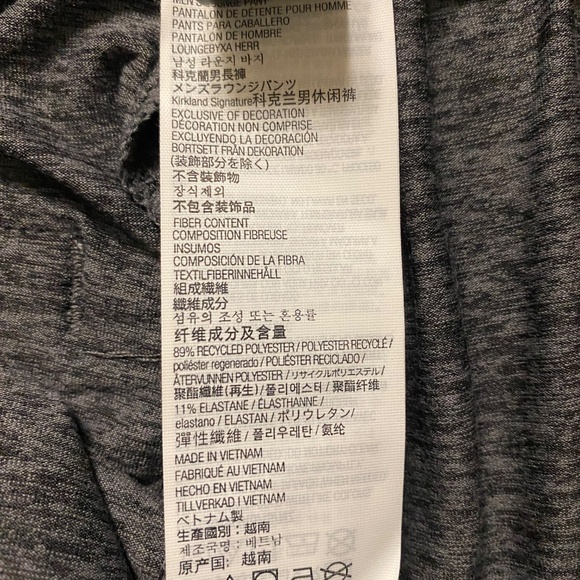 MEN'S LOUNGE PANT
PANTALON DE DÉTENTE POUR HOMME
PANTS PARA CABALLERO
PANTALÓN DE HOMBRE
LOUNGEBYXA HERR
남성 라운지 바지
科克蘭男長褲
メンズラウンジパンツ
Kirkland Signature科克兰男休闲裤
EXCLUSIVE OF DECORATION
DÉCORATION NON COMPRISE
EXCLUYENDO LA DECORACIÓN
BORTSETT FRÅN DEKORATION
(装飾部分を除く)
不含裝飾物
장식제외
不包含装饰品
FIBER CONTENT
COMPOSITION FIBREUSE
INSUMOS
COMPOSICIÓN DE LA FIBRA
TEXTILFIBERINNEHÅLL
組成繊維
纖維成分
섬유의 조성 또는 혼용률
纤维成分及含量
89% RECYCLED POLYESTER / POLYESTER RECYCLÉ /
poliéster regenerado / POLIÉSTER RECICLADO /
ÅTERVUNNEN POLYESTER / リサイクルポリエステル /
聚酯纖維(再生) / 폴리에스터 / 聚酯纤维
11% ELASTANE / ÉLASTHANNE /
elastano / ELASTAN / ポリウレタン /
彈性纖維 / 폴리우레탄 / 氨纶
MADE IN VIETNAM
FABRIQUÉ AU VIETNAM
HECHO EN VIETNAM
TILLVERKAD I VIETNAM
ベトナム製
生產國別：越南
제조국명 : 베트남
原产国：越南